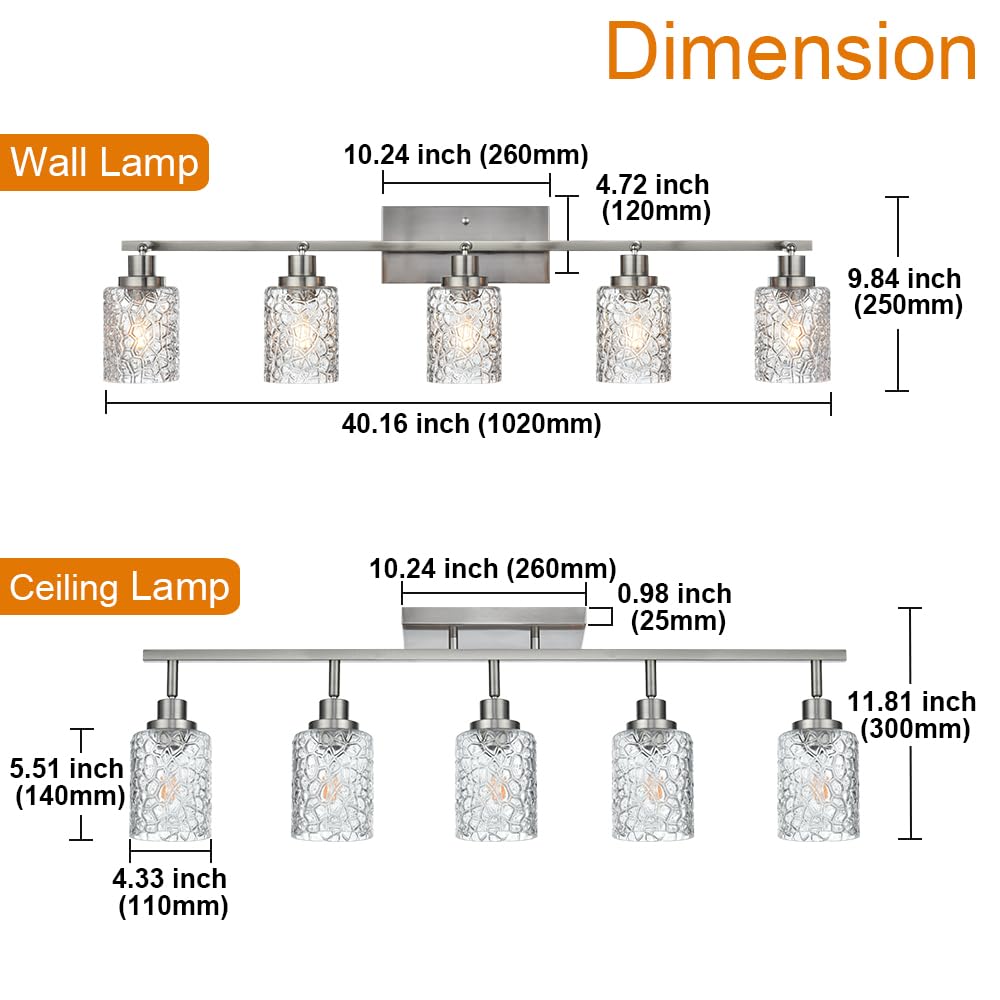 Dimension
Wall Lamp
10.24 inch (260mm)
4.72 inch
(120mm)
9.84 inch
(250mm)
40.16 inch (1020mm)
Ceiling Lamp
10.24 inch (260mm)
0.98 inch
(25mm)
11.81 inch
(300mm)
5.51 inch
(140mm)
4.33 inch
(110mm)